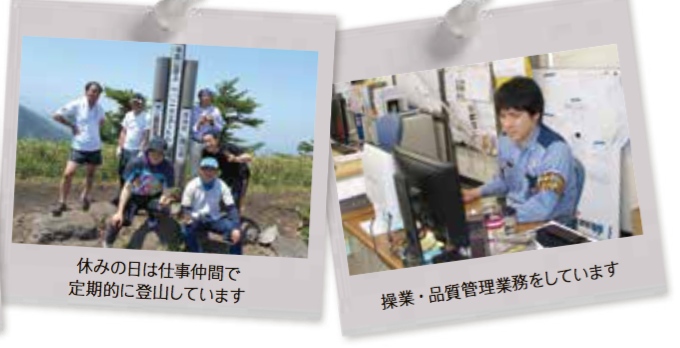 休みの日は仕事仲間で
定期的に登山しています
操業・品質管理業務をしています